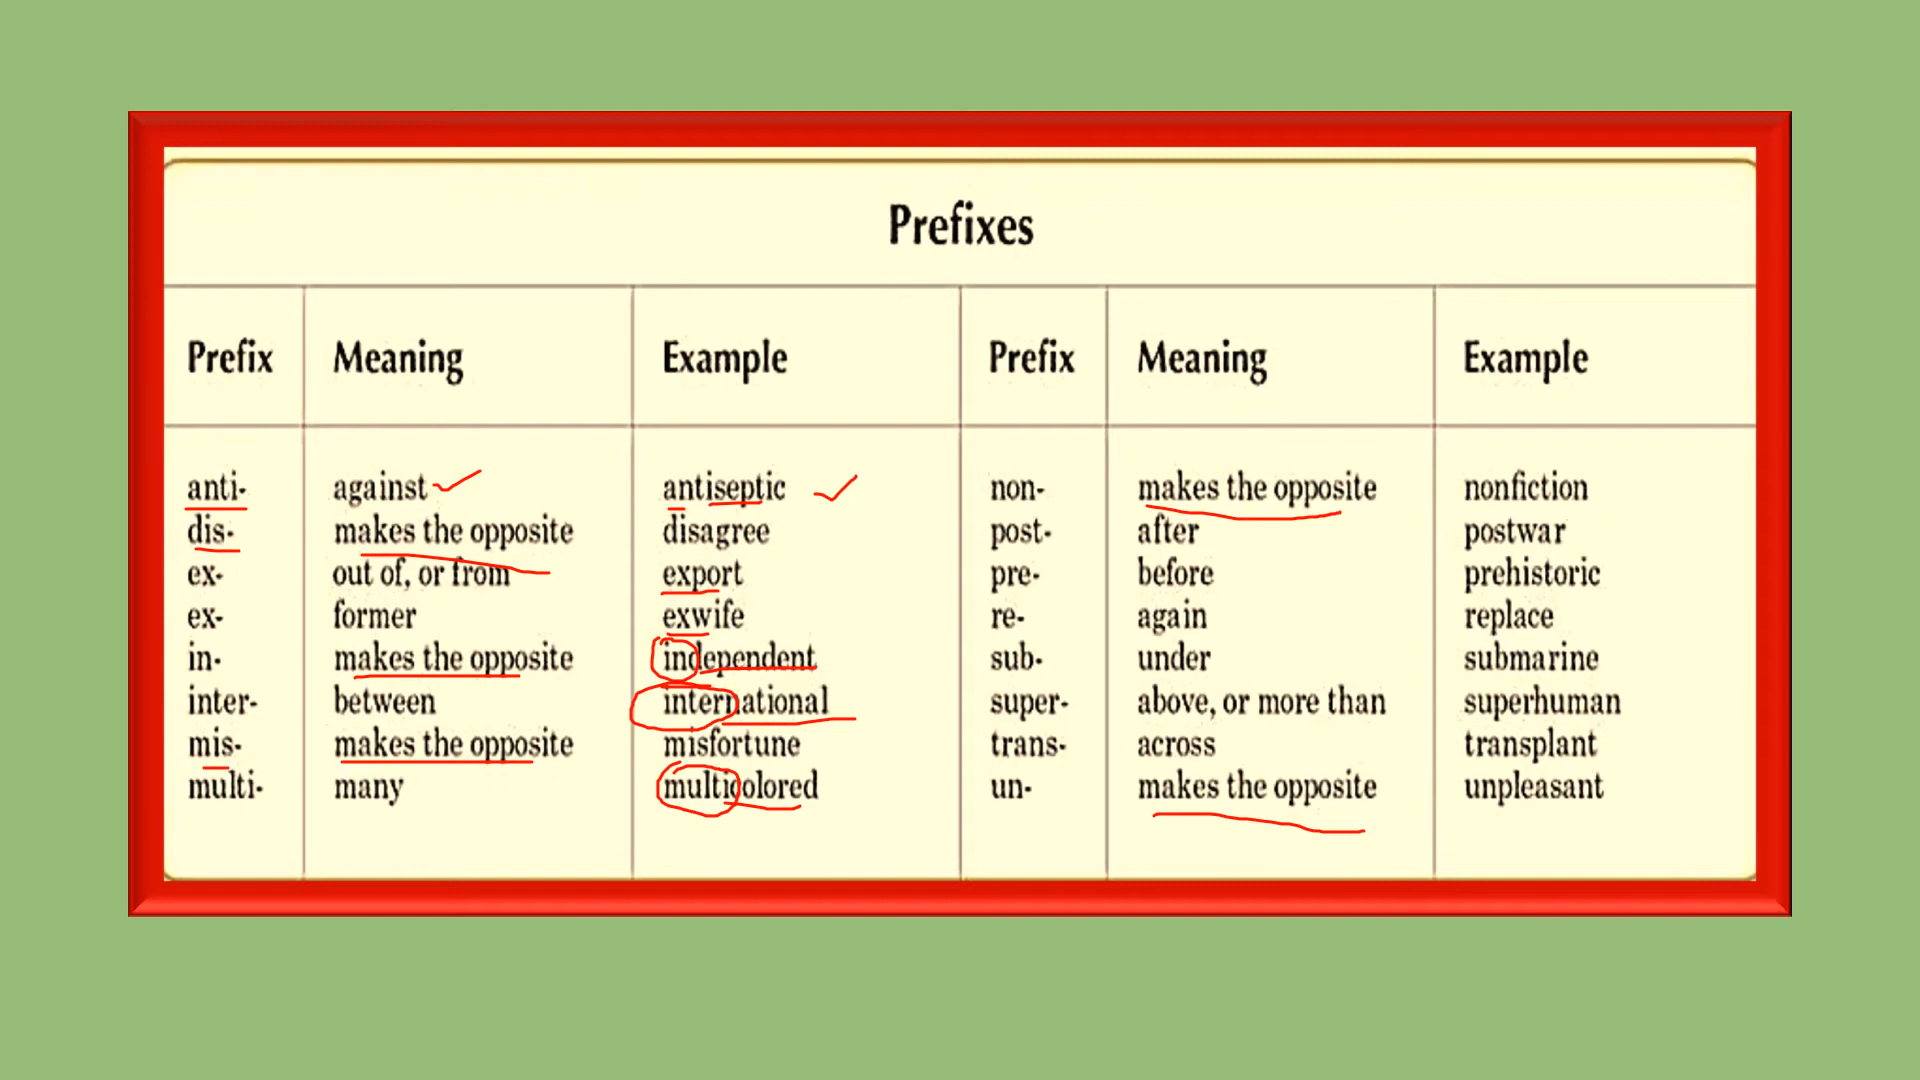 Prefixes
Prefix Meaning Example Prefix Meaning Example
anti- against antiseptic non- makes the opposite nonfiction
dis- makes the opposite disagree post- after postwar
ex- out of, or from export pre- before prehistoric
ex- former exwife re- again replace
in- makes the opposite independent sub- under submarine
inter- between international super- above, or more than superhuman
mis- makes the opposite misfortune trans- across transplant
multi- many multicolored un- makes the opposite unpleasant